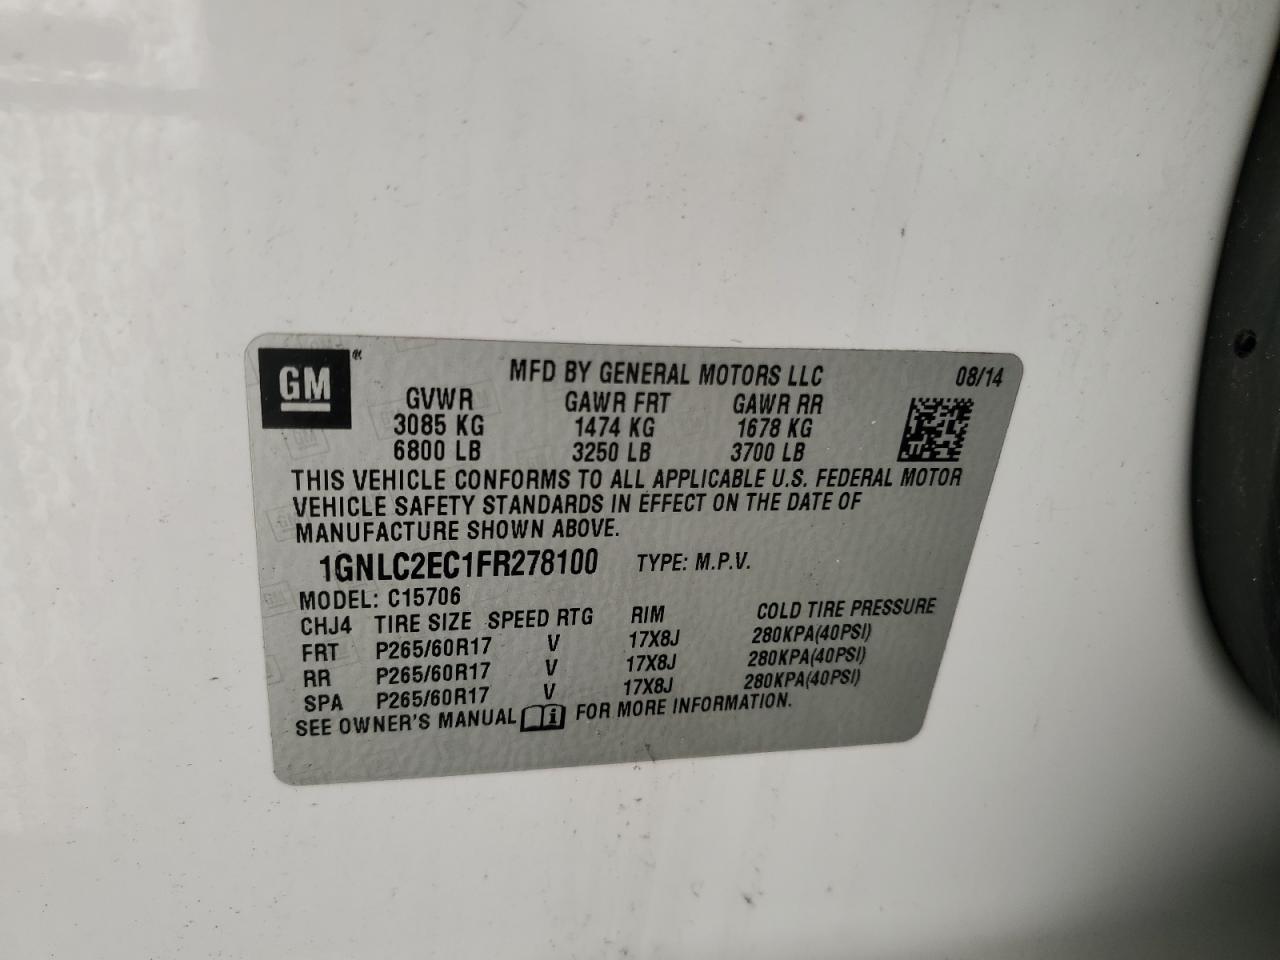 GM
MFD BY GENERAL MOTORS LLC 08/14
GVWR GAWR FRT GAWR RR
3085 KG 1474 KG 1678 KG
6800 LB 3250 LB 3700 LB
THIS VEHICLE CONFORMS TO ALL APPLICABLE U.S. FEDERAL MOTOR
VEHICLE SAFETY STANDARDS IN EFFECT ON THE DATE OF
MANUFACTURE SHOWN ABOVE.
1GNLC2EC1FR278100 TYPE: M.P.V.
MODEL: C15706
CHJ4 TIRE SIZE SPEED RTG RIM COLD TIRE PRESSURE
FRT P265/60R17 V 17X8J 280KPA(40PSI)
RR P265/60R17 V 17X8J 280KPA(40PSI)
SPA P265/60R17 V 17X8J 280KPA(40PSI)
SEE OWNER'S MANUAL FOR MORE INFORMATION.